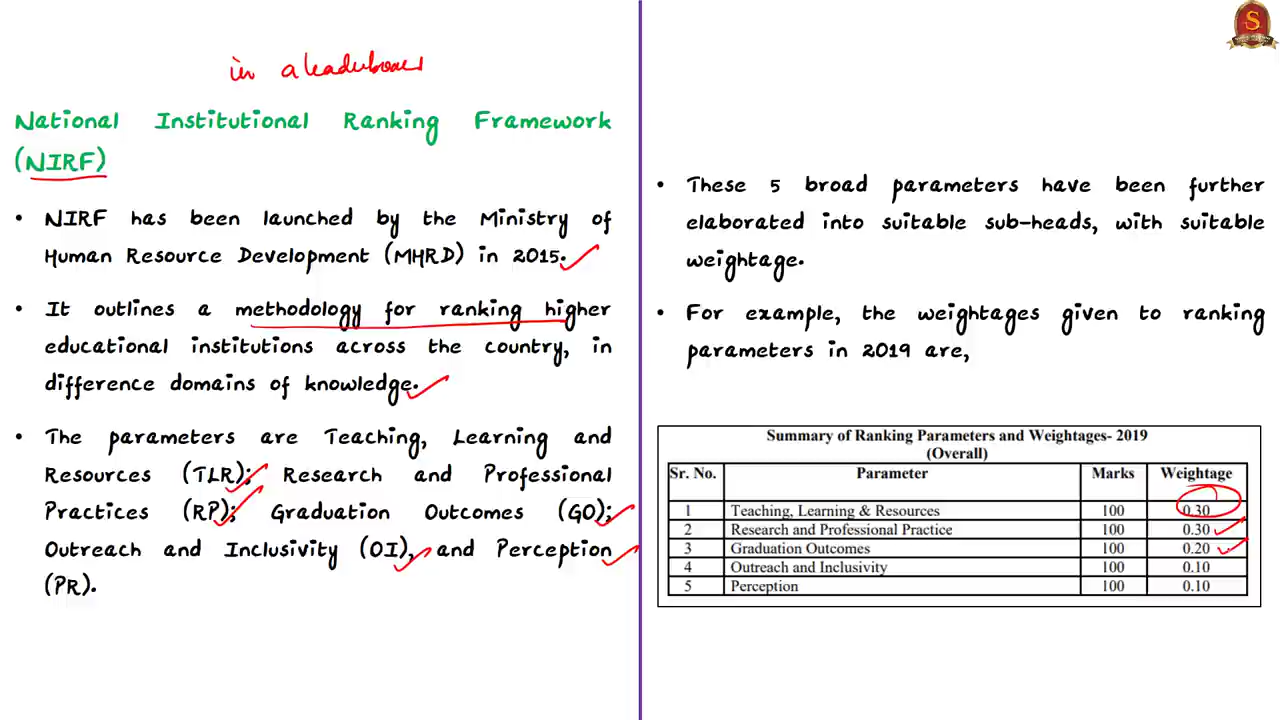 in a leaderboard
National Institutional Ranking Framework
(NIRF)
• NIRF has been launched by the Ministry of
Human Resource Development (MHRD) in 2015.
• It outlines a methodology for ranking higher
educational institutions across the country, in
difference domains of knowledge.
• The parameters are Teaching, Learning and
Resources (TLR); Research and Professional
Practices (RP); Graduation Outcomes (GO);
Outreach and Inclusivity (OI), and Perception
(PR).
• These 5 broad parameters have been further
elaborated into suitable sub-heads, with suitable
weightage.
• For example, the weightages given to ranking
parameters in 2019 are,
Summary of Ranking Parameters and Weightages- 2019
(Overall)
Sr. No. Parameter Marks Weightage
1 Teaching, Learning & Resources 100 0.30
2 Research and Professional Practice 100 0.30
3 Graduation Outcomes 100 0.20
4 Outreach and Inclusivity 100 0.10
5 Perception 100 0.10